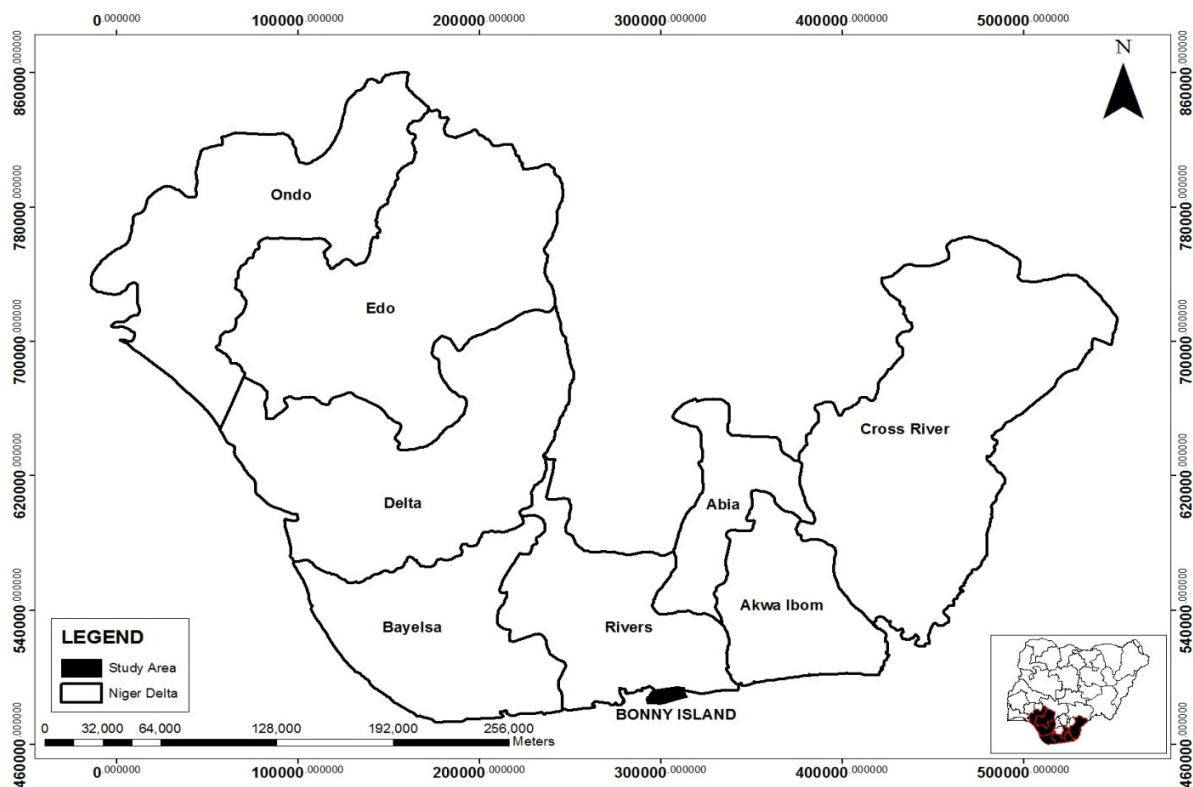 0.000000 100000.000000 200000.000000 300000.000000 400000.000000 500000.000000
N
860000.000000 860000.000000
780000.000000 780000.000000
700000.000000 700000.000000
620000.000000 620000.000000
540000.000000 540000.000000
460000.000000 460000.000000
Ondo
Edo
Cross River
Delta
Abia
Akwa Ibom
Bayelsa
Rivers
BONNY ISLAND
LEGEND
Study Area
Niger Delta
0 32,000 64,000 128,000 192,000 256,000
Meters
0.000000 100000.000000 200000.000000 300000.000000 400000.000000 500000.000000